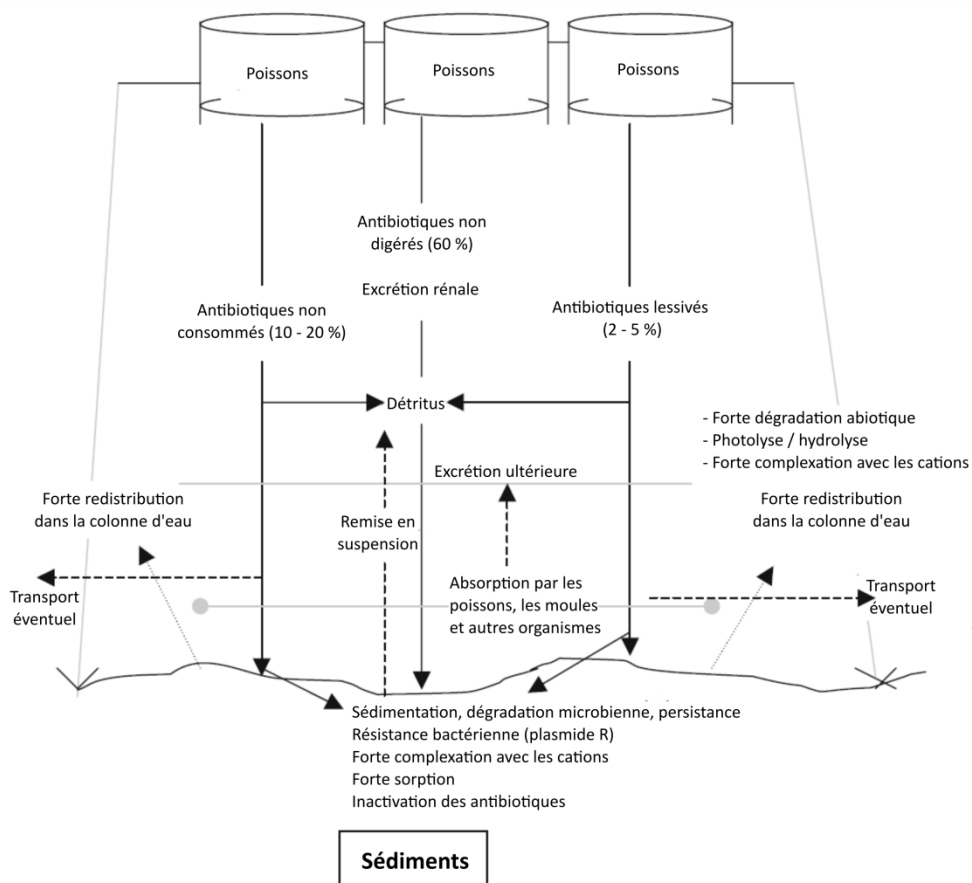 Poissons
Poissons
Poissons
Antibiotiques non
digérés (60 %)
Excrétion rénale
Antibiotiques non
consommés (10 - 20 %)
Antibiotiques lessivés
(2 - 5 %)
Détritus
- Forte dégradation abiotique
- Photolyse / hydrolyse
- Forte complexation avec les cations
Excrétion ultérieure
Forte redistribution
dans la colonne d'eau
Remise en
suspension
Forte redistribution
dans la colonne d'eau
Transport
éventuel
Absorption par les
poissons, les moules
et autres organismes
Transport
éventuel
Sédimentation, dégradation microbienne, persistance
Résistance bactérienne (plasmide R)
Forte complexation avec les cations
Forte sorption
Inactivation des antibiotiques
Sédiments